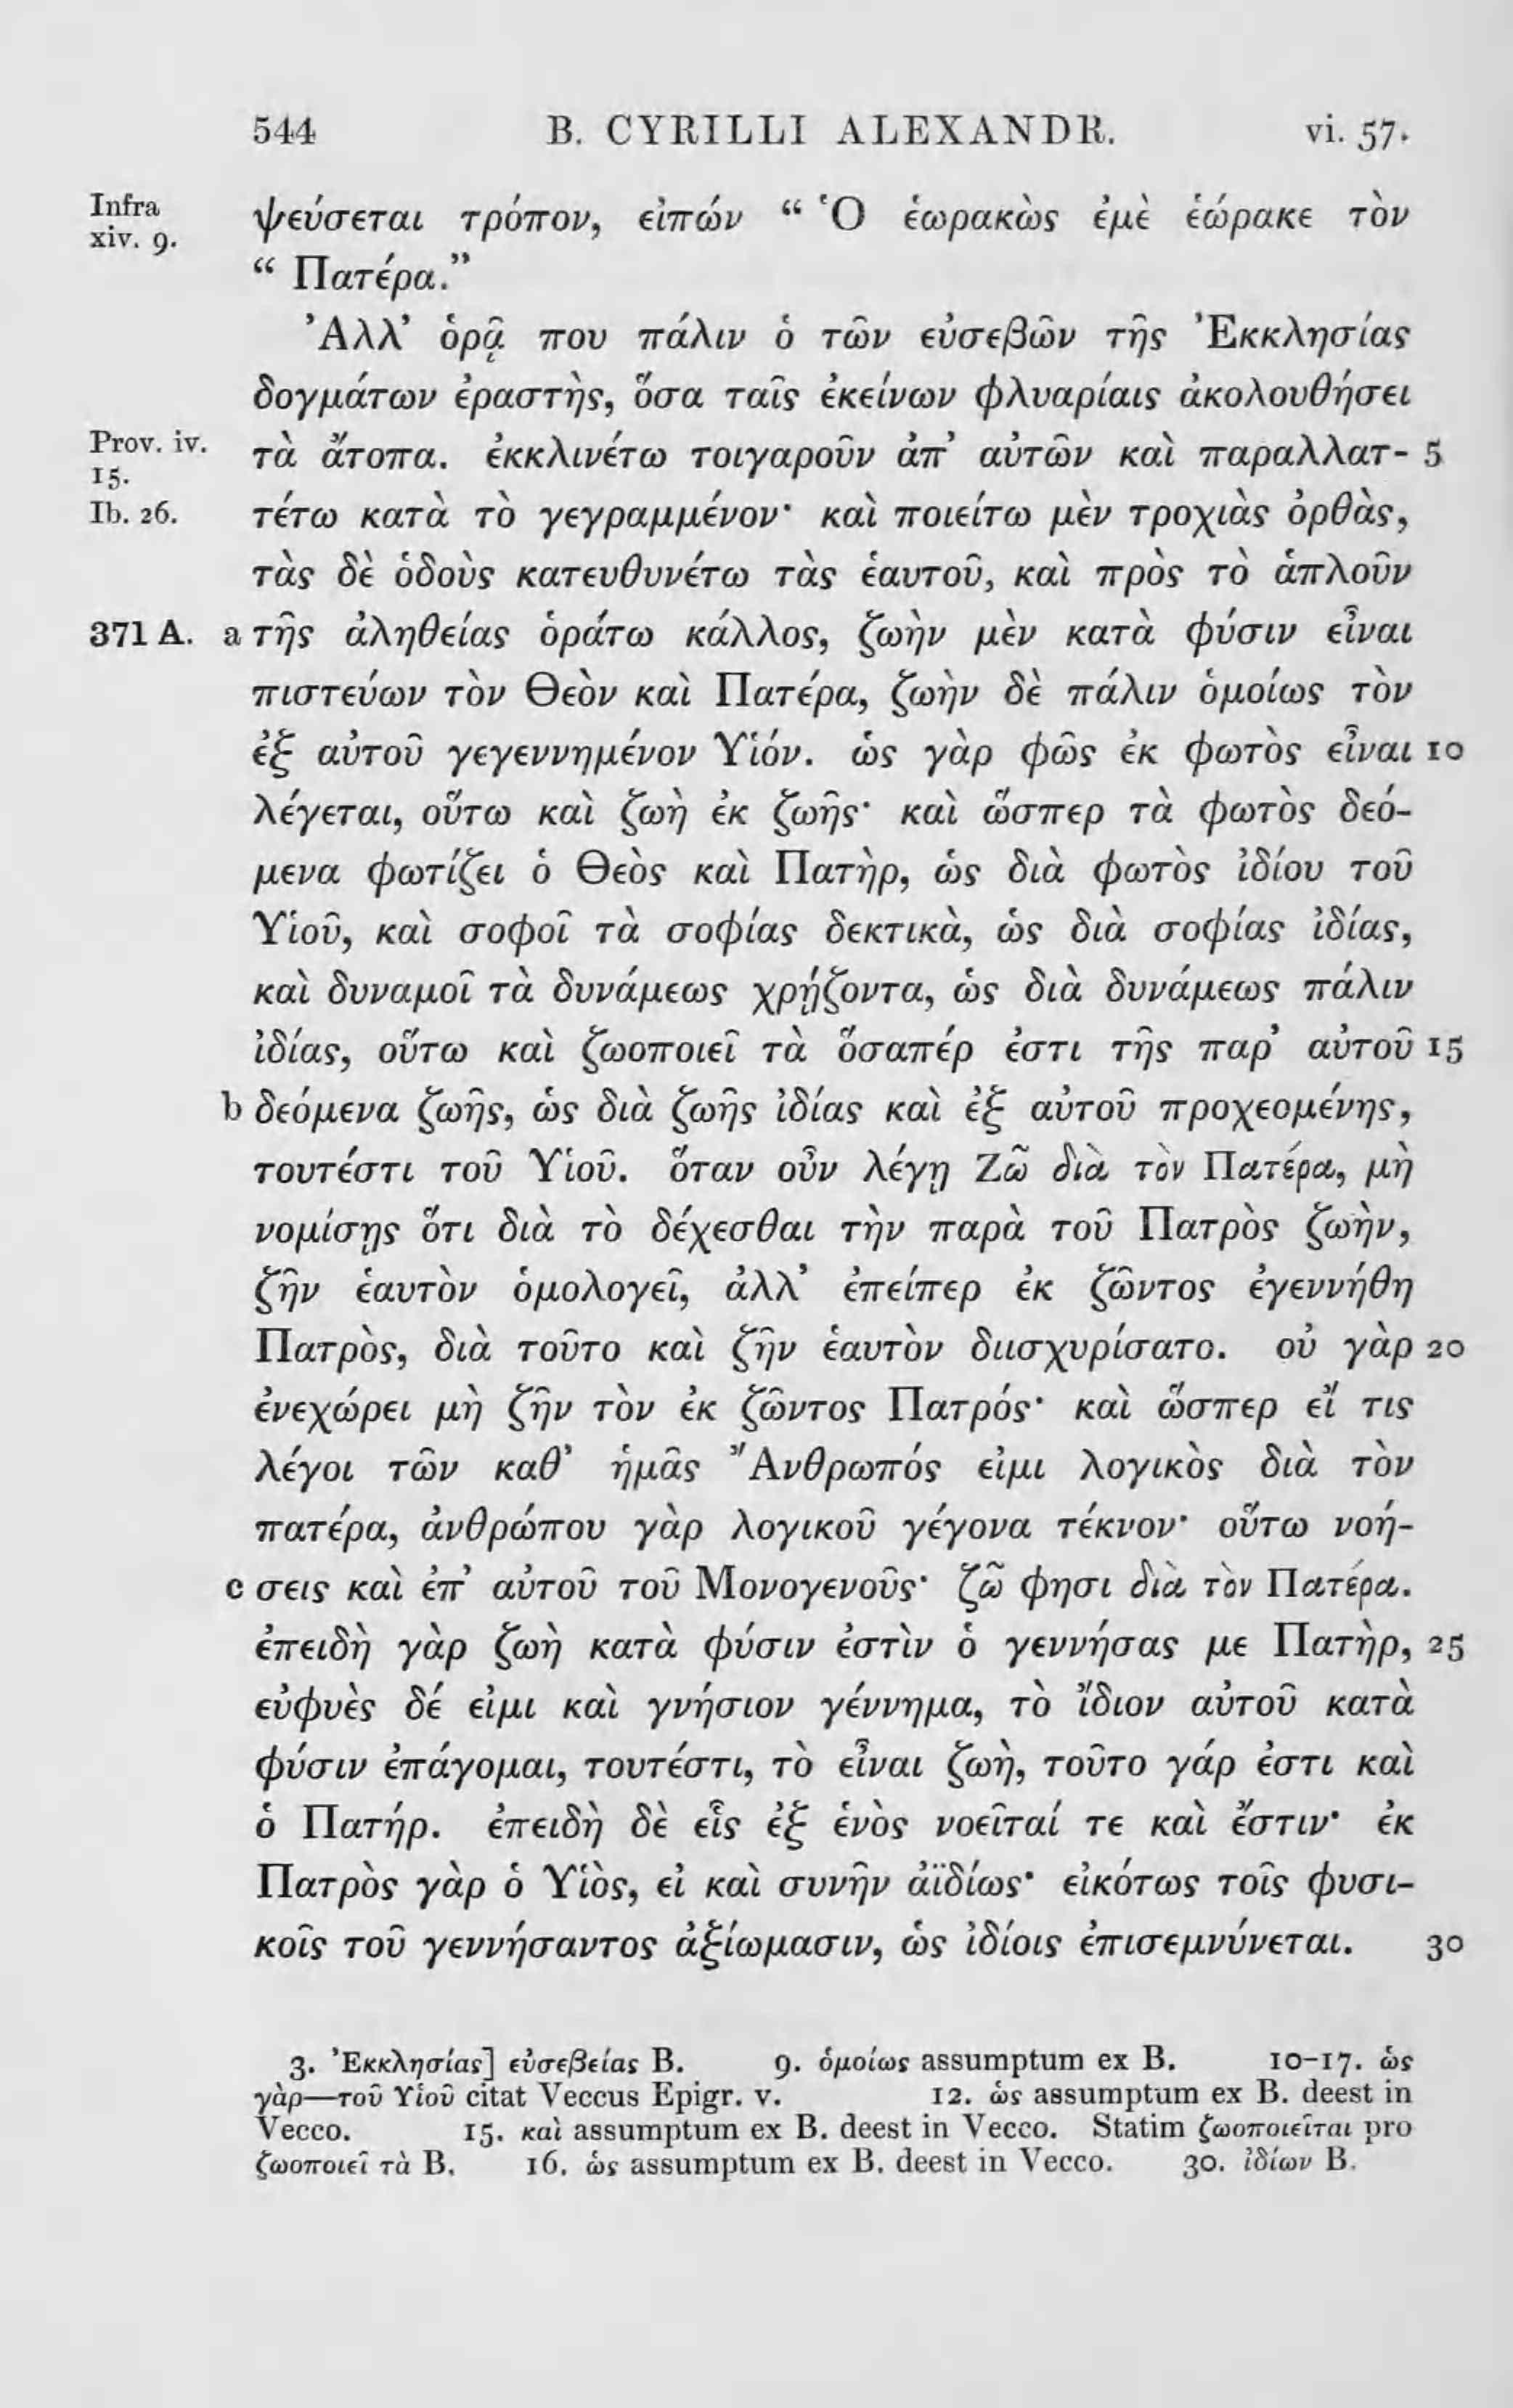 544 B. CYRILLI ALEXANDR. vi. 57.
Infra
xiv. 9.
ψεύσεται τρόπον, εἰπών “ Ὁ ἑωρακὼς ἐμὲ ἑώρακε τὸν
“ Πατέρα.”
Ἀλλ’ ὁρᾷ που πάλιν ὁ τῶν εὐσεβῶν τῆς Ἐκκλησίας
δογμάτων ἐραστὴς, ὅσα ταῖς ἐκείνων φλυαρίαις ἀκολουθήσει
Prov. iv.
15.
τὰ ἄτοπα. ἐκκλινέτω τοιγαροῦν ἀπ’ αὐτῶν καὶ παραλλατ- 5
Ib. 26. τέτω κατὰ τὸ γεγραμμένον· καὶ ποιείτω μὲν τροχιὰς ὀρθὰς,
τὰς δὲ ὁδοὺς κατευθυνέτω τὰς ἑαυτοῦ, καὶ πρὸς τὸ ἁπλοῦν
371 A. a τῆς ἀληθείας ὁράτω κάλλος, ζωὴν μὲν κατὰ φύσιν εἶναι
πιστεύων τὸν Θεὸν καὶ Πατέρα, ζωὴν δὲ πάλιν ὁμοίως τὸν
ἐξ αὐτοῦ γεγεννημένον Υἱόν. ὡς γὰρ φῶς ἐκ φωτὸς εἶναι 10
λέγεται, οὕτω καὶ ζωὴ ἐκ ζωῆς· καὶ ὥσπερ τὰ φωτὸς δεό-
μενα φωτίζει ὁ Θεὸς καὶ Πατὴρ, ὡς διὰ φωτὸς ἰδίου τοῦ
Υἱοῦ, καὶ σοφοῖ τὰ σοφίας δεκτικὰ, ὡς διὰ σοφίας ἰδίας,
καὶ δυναμοῖ τὰ δυνάμεως χρῄζοντα, ὡς διὰ δυνάμεως πάλιν
ἰδίας, οὕτω καὶ ζωοποιεῖ τὰ ὅσαπέρ ἐστι τῆς παρ’ αὐτοῦ 15
b δεόμενα ζωῆς, ὡς διὰ ζωῆς ἰδίας καὶ ἐξ αὐτοῦ προχεομένης,
τουτέστι τοῦ Υἱοῦ. ὅταν οὖν λέγῃ Ζῶ διὰ τὸν Πατέρα, μὴ
νομίσῃς ὅτι διὰ τὸ δέχεσθαι τὴν παρὰ τοῦ Πατρὸς ζωὴν,
ζῆν ἑαυτὸν ὁμολογεῖ, ἀλλ’ ἐπείπερ ἐκ ζῶντος ἐγεννήθη
Πατρὸς, διὰ τοῦτο καὶ ζῆν ἑαυτὸν διισχυρίσατο. οὐ γὰρ 20
ἐνεχώρει μὴ ζῆν τὸν ἐκ ζῶντος Πατρός· καὶ ὥσπερ εἴ τις
λέγοι τῶν καθ’ ἡμᾶς Ἄνθρωπός εἰμι λογικὸς διὰ τὸν
πατέρα, ἀνθρώπου γὰρ λογικοῦ γέγονα τέκνον· οὕτω νοή-
c σεις καὶ ἐπ’ αὐτοῦ τοῦ Μονογενοῦς· ζῶ φησι διὰ τὸν Πατέρα.
ἐπειδὴ γὰρ ζωὴ κατὰ φύσιν ἐστὶν ὁ γεννήσας με Πατὴρ, 25
εὐφυὲς δέ εἰμι καὶ γνήσιον γέννημα, τὸ ἴδιον αὐτοῦ κατὰ
φύσιν ἐπάγομαι, τουτέστι, τὸ εἶναι ζωὴ, τοῦτο γάρ ἐστι καὶ
ὁ Πατήρ. ἐπειδὴ δὲ εἷς ἐξ ἑνὸς νοεῖταί τε καὶ ἔστιν· ἐκ
Πατρὸς γὰρ ὁ Υἱὸς, εἰ καὶ συνῆν ἀϊδίως· εἰκότως τοῖς φυσι-
κοῖς τοῦ γεννήσαντος ἀξίωμασιν, ὡς ἰδίοις ἐπισεμνύνεται. 30
3. Ἐκκλησίας] εὐσεβείας B. 9. ὁμοίως assumptum ex B. 10-17. ὡς
γὰρ—τοῦ Υἱοῦ citat Veccus Epigr. v. 12. ὡς assumptum ex B. deest in
Vecco. 15. καὶ assumptum ex B. deest in Vecco. Statim ζωοποιεῖται pro
ζωοποιεῖ τὰ B. 16. ὡς assumptum ex B. deest in Vecco. 30. ἰδίων B.